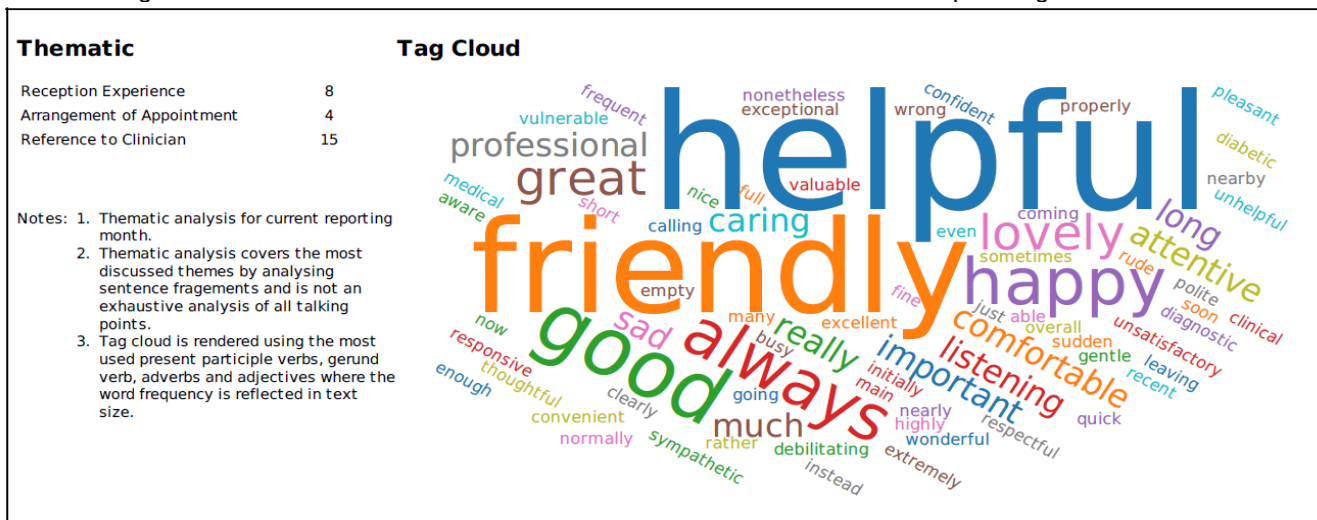 Thematic
Reception Experience 8
Arrangement of Appointment 4
Reference to Clinician 15
Notes: 1. Thematic analysis for current reporting
month.
2. Thematic analysis covers the most
discussed themes by analysing
sentence fragements and is not an
exhaustive analysis of all talking
points.
3. Tag cloud is rendered using the most
used present participle verbs, gerund
verb, adverbs and adjectives where the
word frequency is reflected in text
size.
Tag Cloud
frequent
nonetheless
confident
pleasant
vulnerable
exceptional
wrong
properly
helpful
professional
diabetic
great
medical
nice
full
valuable
nearby
aware
short
unhelpful
calling
caring
coming
long
even
lovely
attentive
friendly
sometimes
rude
happy
empty
fine
polite
soon
just
able
diagnostic
clinical
now
good
sad
many
always
really
excellent
comfortable
overall
unsatisfactory
busy
sudden
responsive
important
listening
gentle
leaving
enough
thoughtful
initially
recent
clearly
going
main
convenient
much
nearly
quick
highly
respectful
normally
sympathetic
rather
debilitating
wonderful
extremely
instead